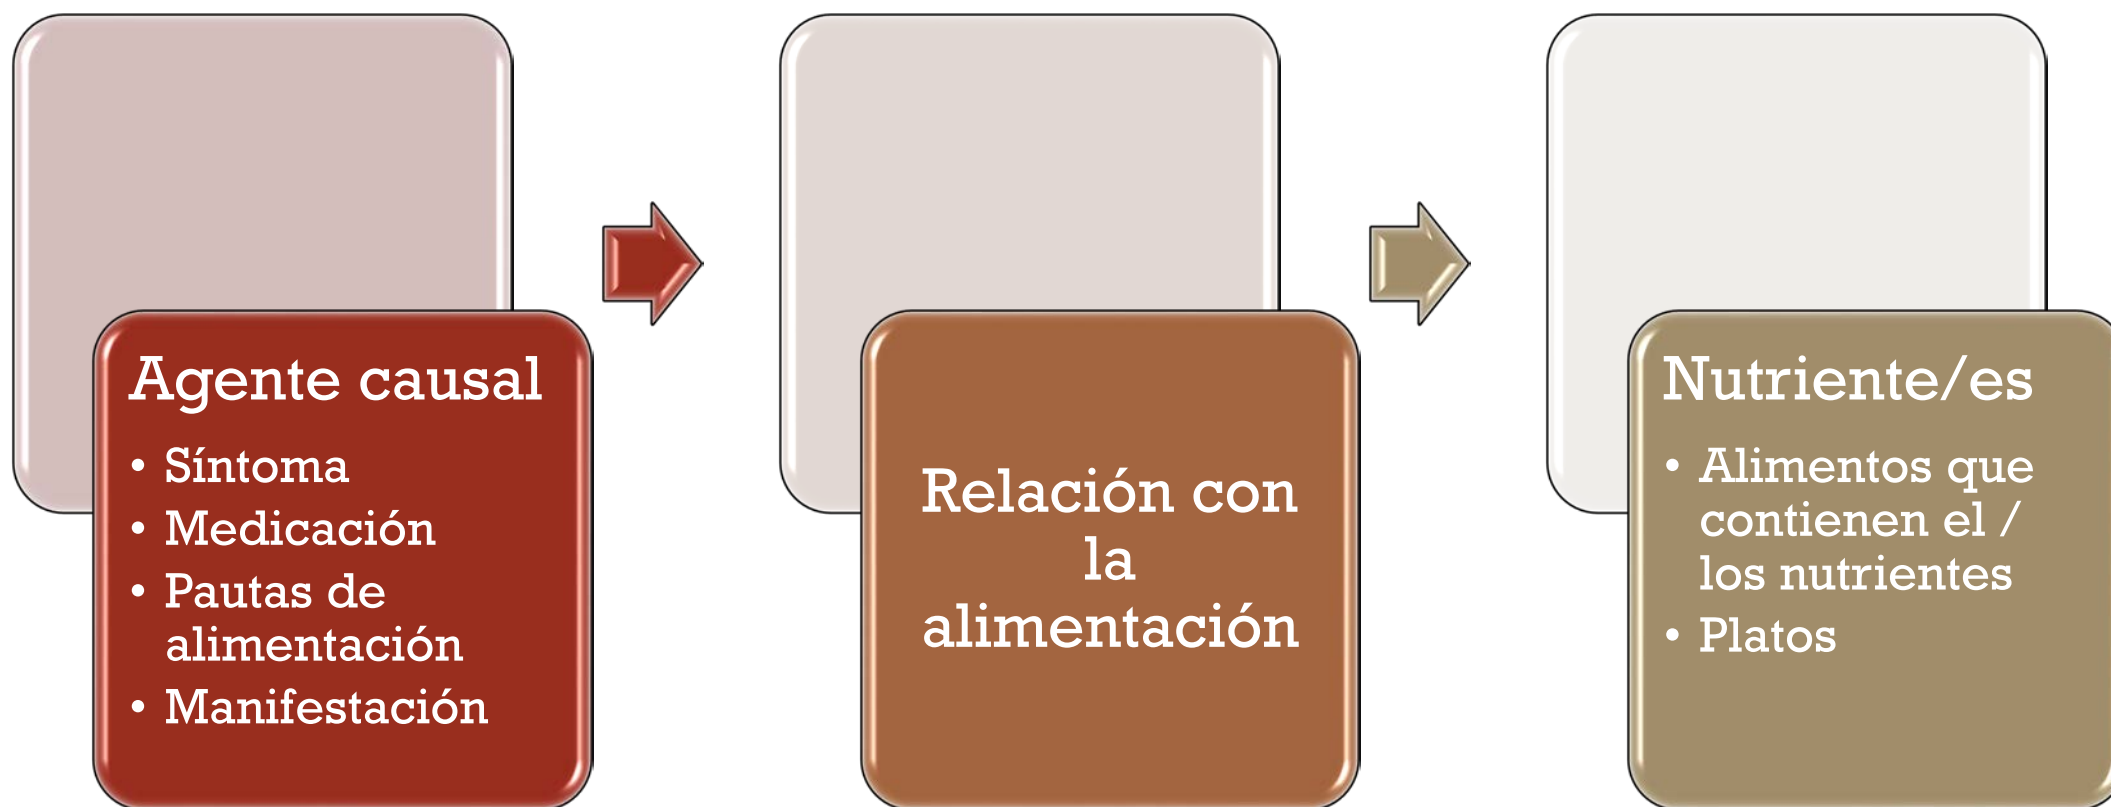 Agente causal
• Síntoma
• Medicación
• Pautas de
alimentación
• Manifestación
Relación con
la
alimentación
Nutriente/es
• Alimentos que
contienen el /
los nutrientes
• Platos